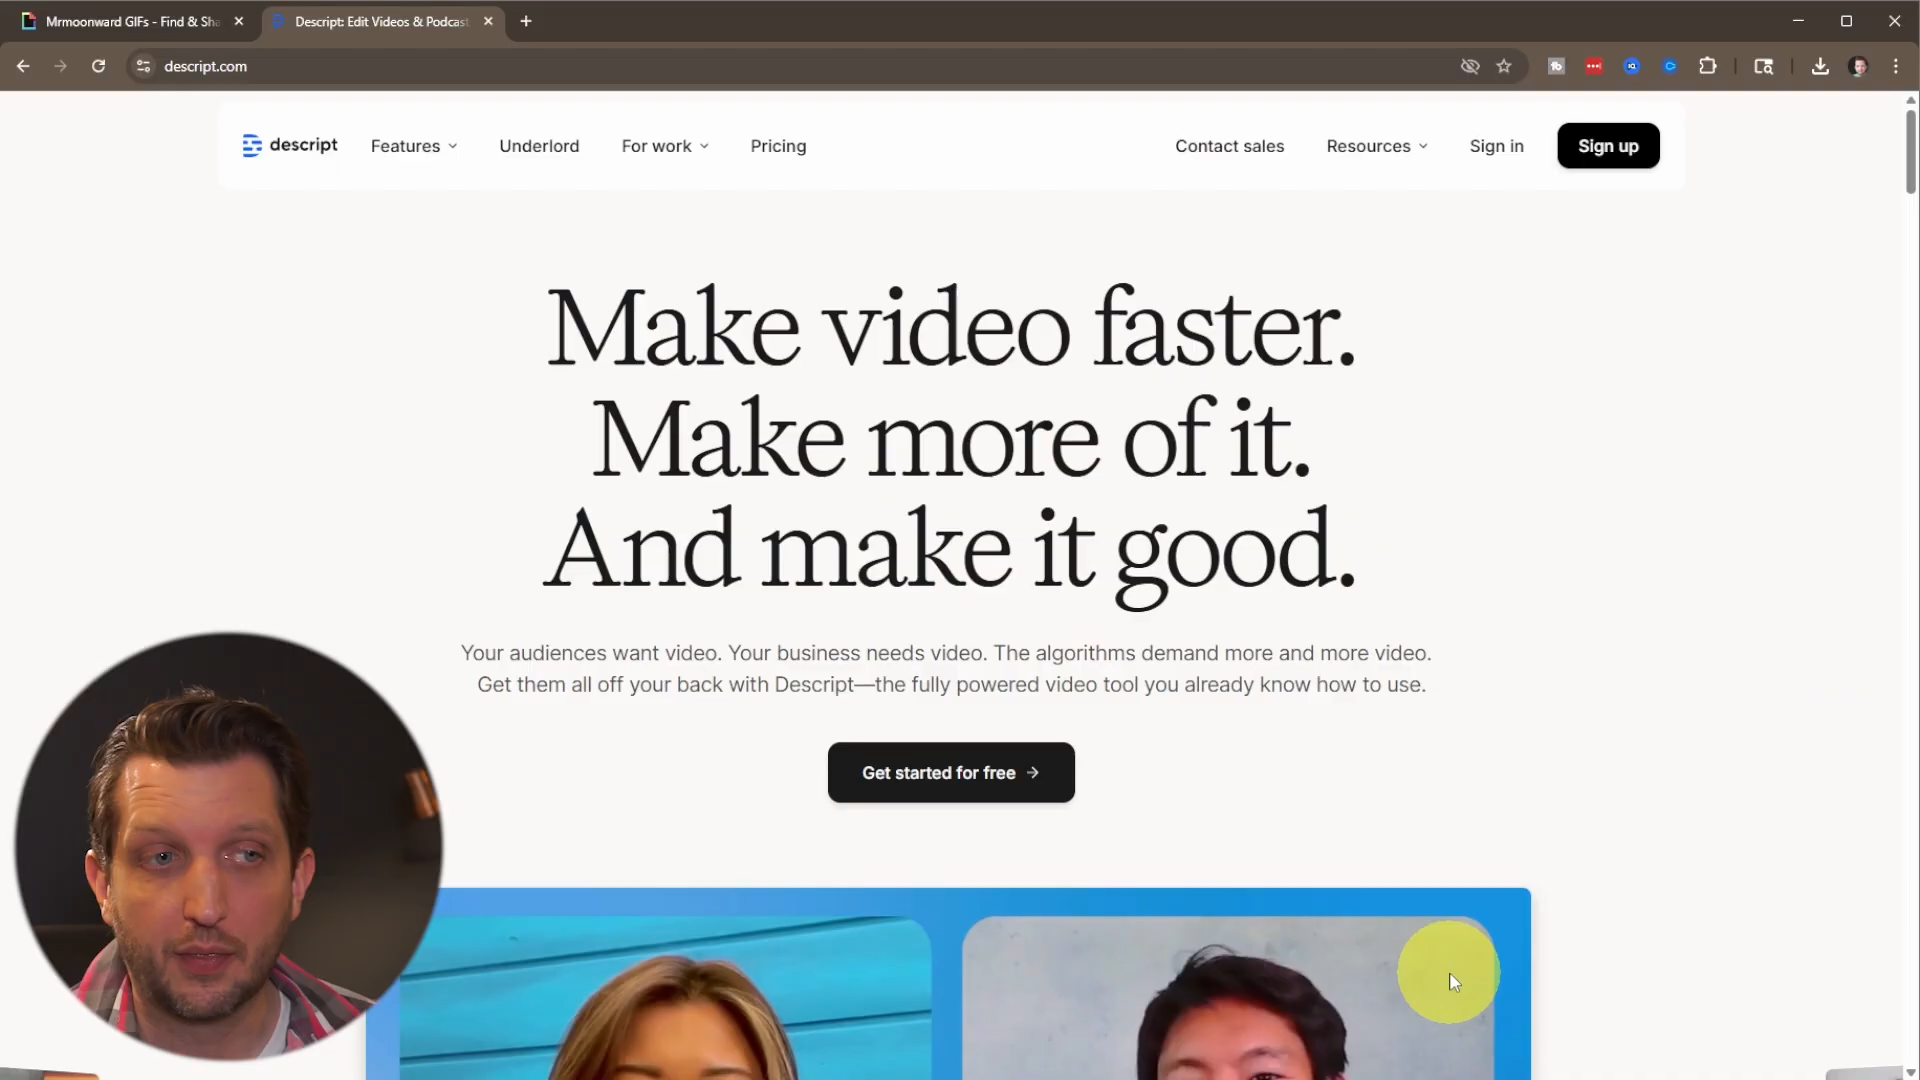 Mrmoonward GIFs - Find & Sha
Descript: Edit Videos & Podcast
descript.com
descript
Features
Underlord
For work
Pricing
Contact sales
Resources
Sign in
Sign up
Make video faster.
Make more of it.
And make it good.
Your audiences want video. Your business needs video. The algorithms demand more and more video.
Get them all off your back with Descript—the fully powered video tool you already know how to use.
Get started for free →